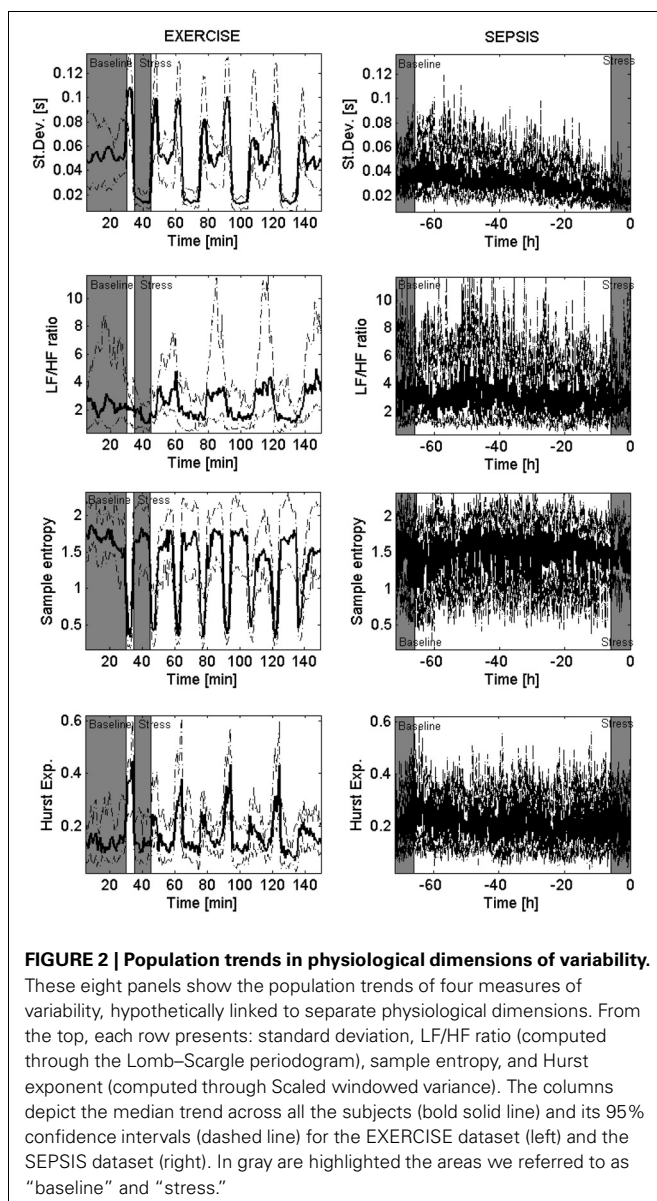 EXERCISE
SEPSIS
Baseline Stress
0.12
0.1
0.08
0.06
0.04
0.02
St.Dev. [s]
20 40 60 80 100 120 140
Time [min]
Baseline Stress
0.12
0.1
0.08
0.06
0.04
0.02
St.Dev. [s]
-60 -40 -20 0
Time [h]
Baseline Stress
10
8
6
4
2
LF/HF ratio
20 40 60 80 100 120 140
Time [min]
Baseline Stress
10
8
6
4
2
LF/HF ratio
-60 -40 -20 0
Time [h]
Baseline Stress
2
1.5
1
0.5
Sample entropy
20 40 60 80 100 120 140
Time [min]
2
1.5
1
0.5
Sample entropy
Baseline Stress
-60 -40 -20 0
Time [h]
Baseline Stress
0.6
0.4
0.2
Hurst Exp.
20 40 60 80 100 120 140
Time [min]
Baseline Stress
0.6
0.4
0.2
Hurst Exp.
-60 -40 -20 0
Time [h]
FIGURE 2 | Population trends in physiological dimensions of variability.
These eight panels show the population trends of four measures of
variability, hypothetically linked to separate physiological dimensions. From
the top, each row presents: standard deviation, LF/HF ratio (computed
through the Lomb–Scargle periodogram), sample entropy, and Hurst
exponent (computed through Scaled windowed variance). The columns
depict the median trend across all the subjects (bold solid line) and its 95%
confidence intervals (dashed line) for the EXERCISE dataset (left) and the
SEPSIS dataset (right). In gray are highlighted the areas we referred to as
“baseline” and “stress.”